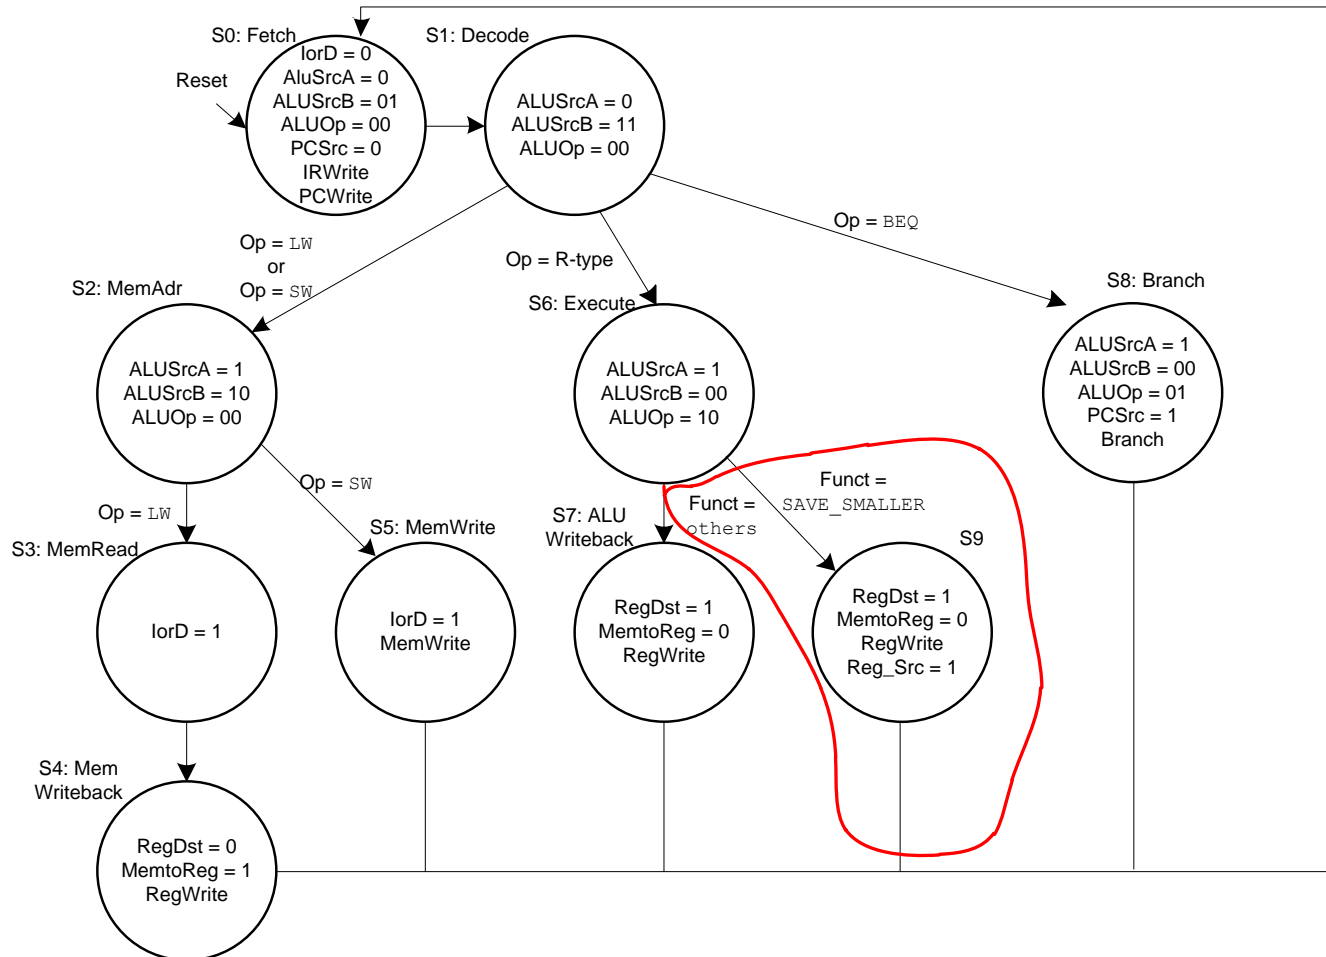 S0: Fetch
S1: Decode
Reset
IorD = 0
AluSrcA = 0
ALUSrcB = 01
ALUOp = 00
PCSrc = 0
IRWrite
PCWrite
ALUSrcA = 0
ALUSrcB = 11
ALUOp = 00
Op = LW
or
Op = SW
Op = R-type
Op = BEQ
S2: MemAdr
S6: Execute
S8: Branch
ALUSrcA = 1
ALUSrcB = 10
ALUOp = 00
ALUSrcA = 1
ALUSrcB = 00
ALUOp = 10
ALUSrcA = 1
ALUSrcB = 00
ALUOp = 01
PCSrc = 1
Branch
Op = LW
Op = SW
Funct =
others
Funct =
SAVE_SMALLER
S3: MemRead
S5: MemWrite
S7: ALU
Writeback
S9
IorD = 1
IorD = 1
MemWrite
RegDst = 1
MemtoReg = 0
RegWrite
RegDst = 1
MemtoReg = 0
RegWrite
Reg_Src = 1
S4: Mem
Writeback
RegDst = 0
MemtoReg = 1
RegWrite